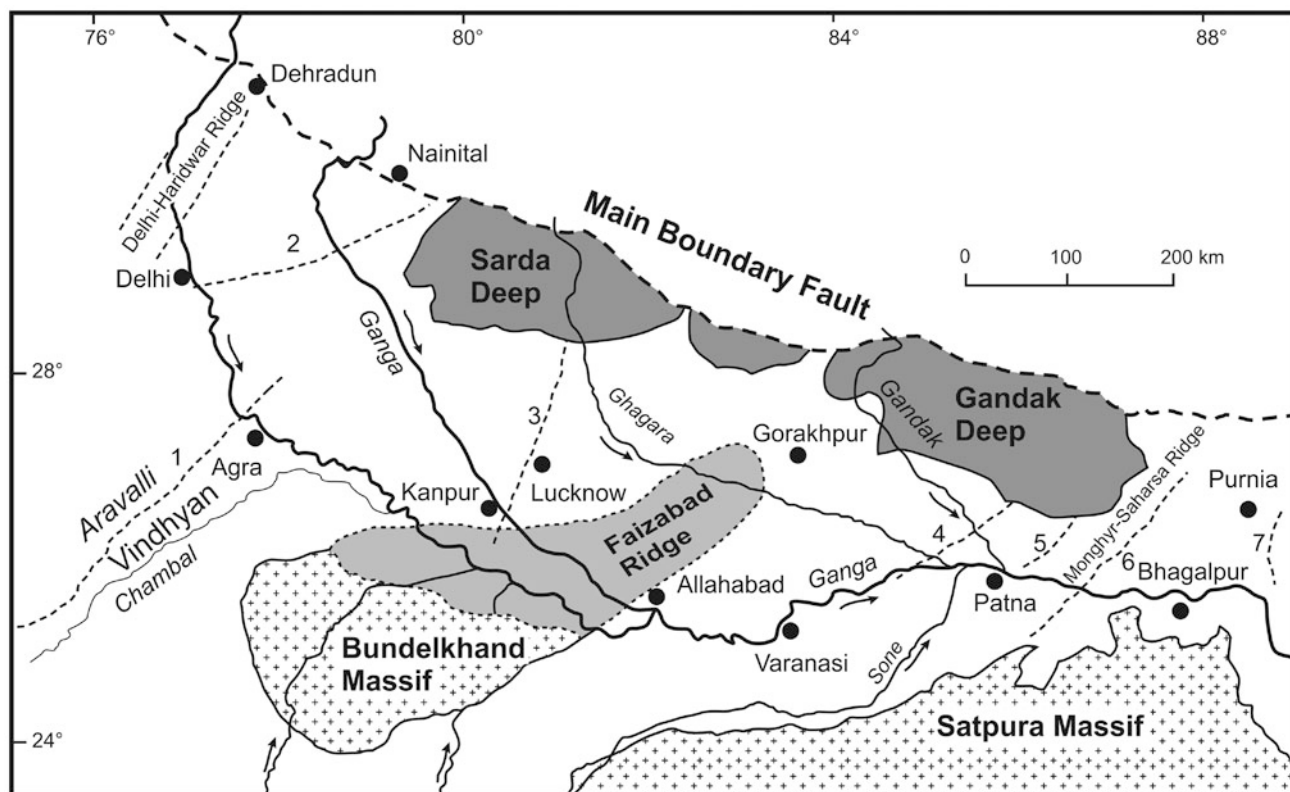 76°
80°
84°
88°
Dehradun
Delhi-Haridwar Ridge
Nainital
Main Boundary Fault
2
Sarda
Deep
0
100
200 km
Delhi
Ganga
28°
3
Ghagara
Gandak
Gandak
Deep
Gorakhpur
Aravalli
1
Agra
Vindhyan
Chambal
Kanpur
Lucknow
Faizabad
Ridge
Monghyr-Saharsa Ridge
Purnia
4
5
6
7
Allahabad
Ganga
Patna
Bhagalpur
Bundelkhand
Massif
Varanasi
Sone
24°
Satpura Massif